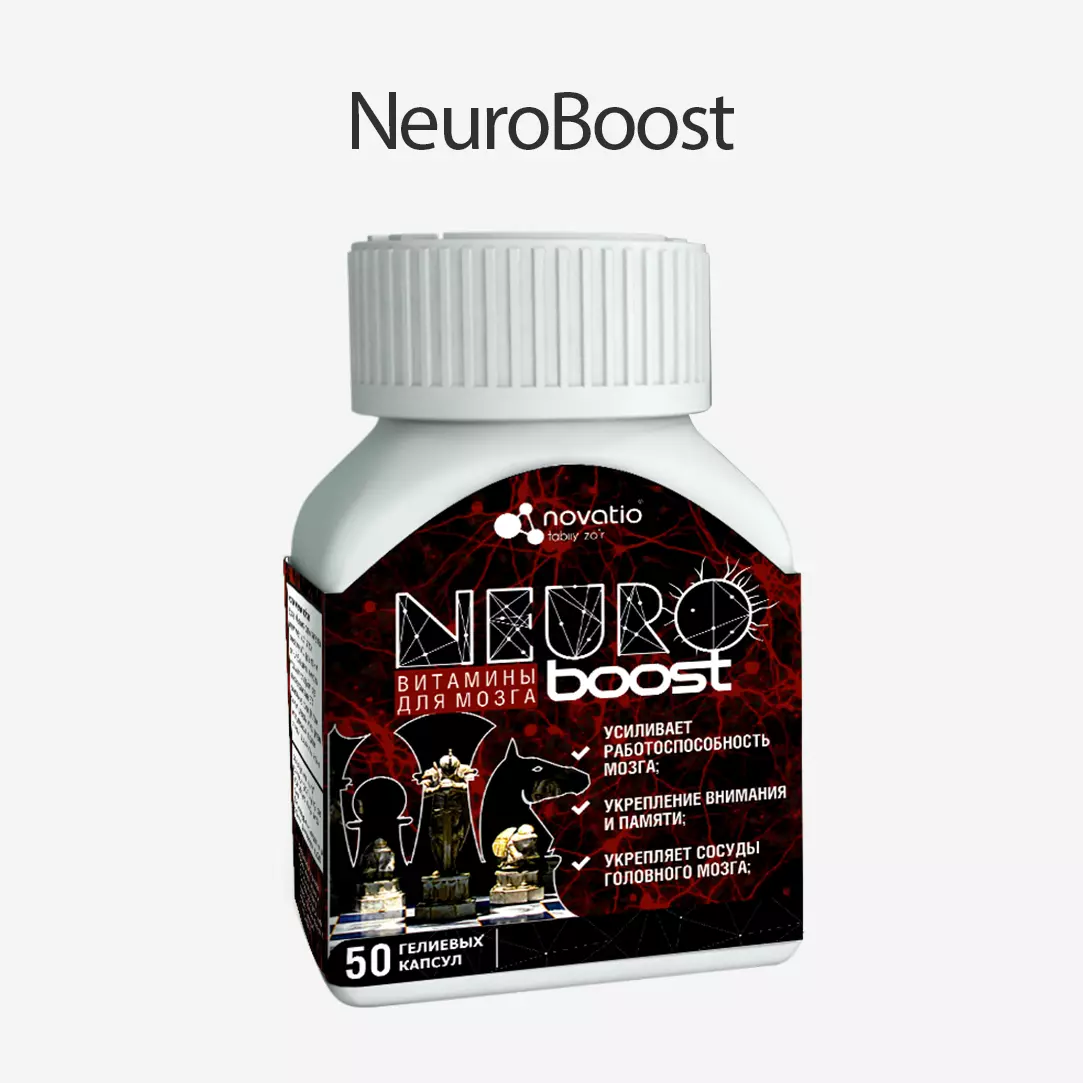 NeuroBoost
novatio
tabiiy zo'r
NEURO
boost
ВИТАМИНЫ
ДЛЯ МОЗГА
УСИЛИВАЕТ
РАБОТОСПОСОБНОСТЬ
МОЗГА;
УКРЕПЛЕНИЕ ВНИМАНИЯ
И ПАМЯТИ;
УКРЕПЛЯЕТ СОСУДЫ
ГОЛОВНОГО МОЗГА;
50 ГЕЛИЕВЫХ
КАПСУЛ